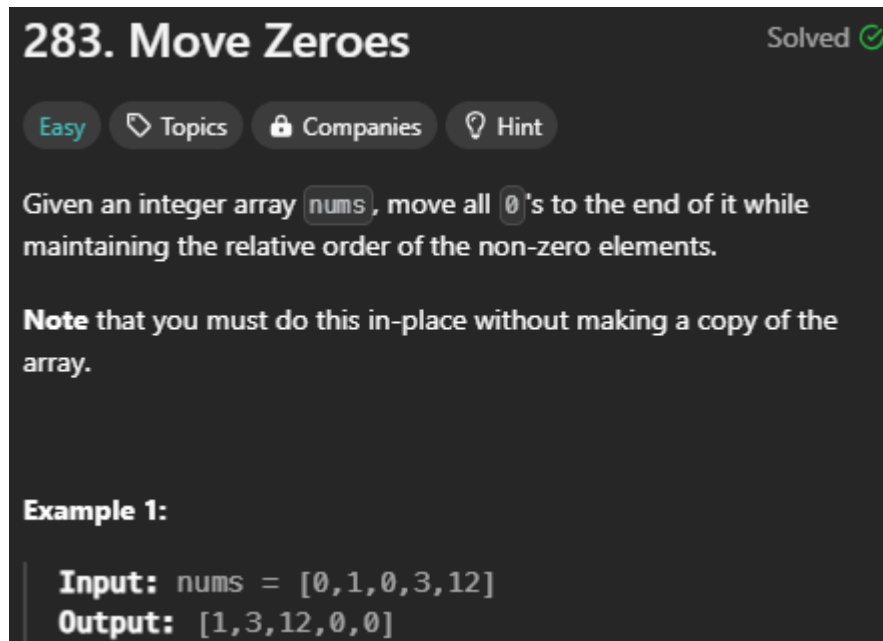 283. Move Zeroes
Solved
Easy Topics Companies Hint
Given an integer array nums, move all 0's to the end of it while
maintaining the relative order of the non-zero elements.
Note that you must do this in-place without making a copy of the
array.
Example 1:
Input: nums = [0,1,0,3,12]
Output: [1,3,12,0,0]